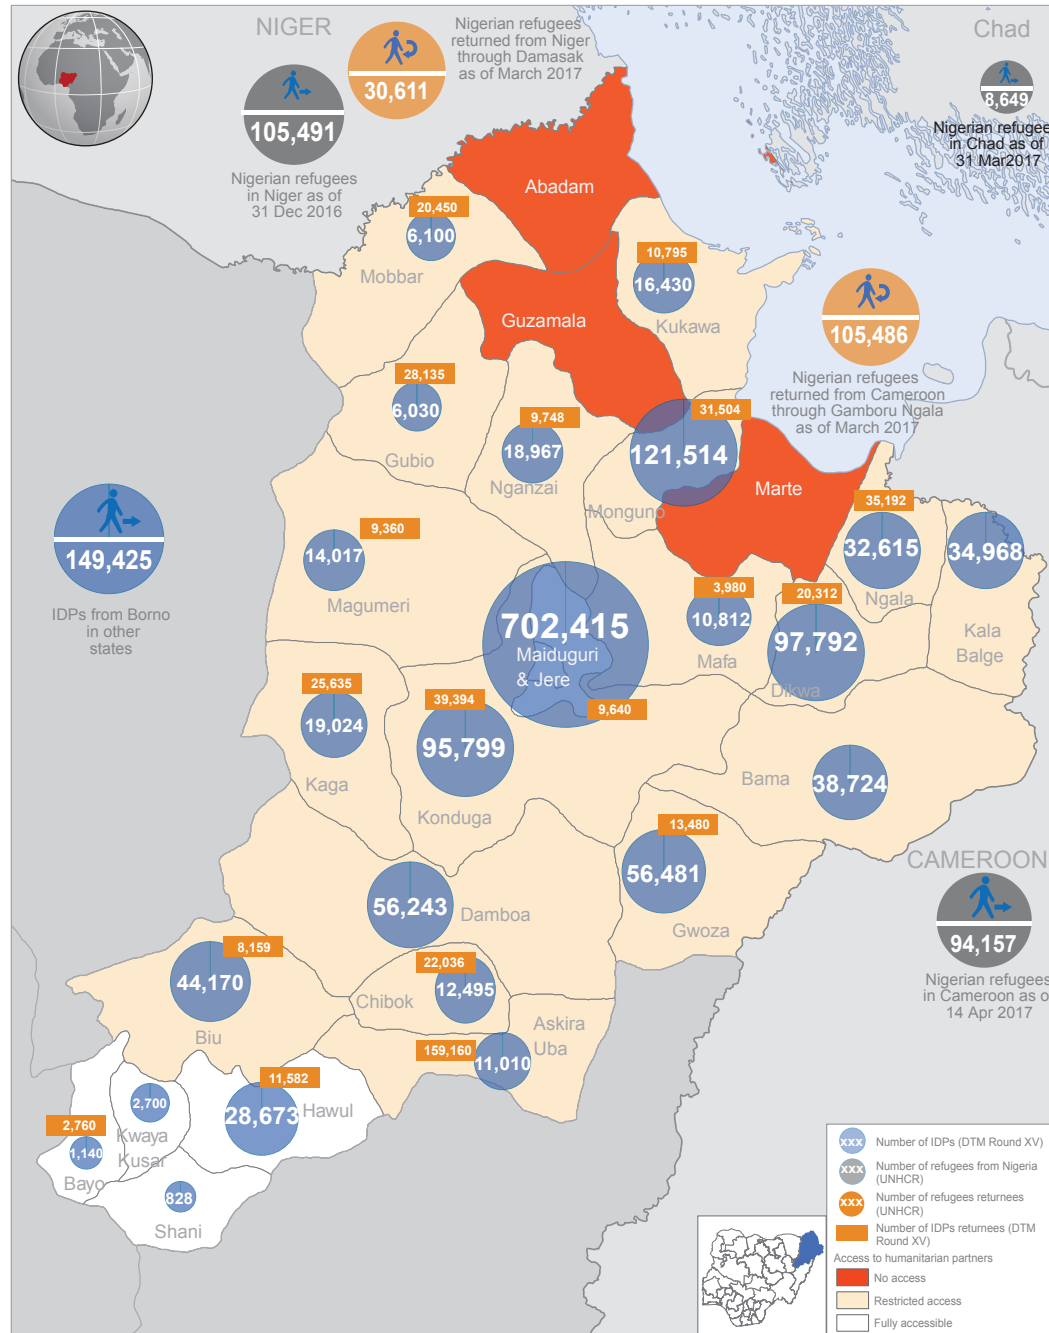 NIGER
Chad
30,611
Nigerian refugees
returned from Niger
through Damasak
as of March 2017
105,491
Nigerian refugees
in Niger as of
31 Dec 2016
8,649
Nigerian refugee
in Chad as of
31 Mar2017
Abadam
20,450
6,100
Mobbar
10,795
16,430
Kukawa
Guzamala
105,486
Nigerian refugees
returned from Cameroon
through Gamboru Ngala
as of March 2017
28,135
6,030
Gubio
9,748
18,967
Nganzai
31,504
121,514
Monguno
Marte
35,192
32,615
Ngala
34,968
Kala
Balge
149,425
IDPs from Borno
in other
states
9,360
14,017
Magumeri
702,415
Maiduguri
& Jere
9,640
3,980
10,812
Mafa
20,312
97,792
Dikwa
25,635
19,024
Kaga
39,394
95,799
Konduga
Bama
38,724
13,480
56,481
Gwoza
CAMEROON
94,157
Nigerian refugees
in Cameroon as o
14 Apr 2017
56,243
Damboa
8,159
44,170
Biu
22,036
12,495
Chibok
Askira
Uba
159,160
11,010
11,582
28,673
Hawul
2,700
Kwaya
Kusar
2,760
1,140
Bayo
828
Shani
xxx Number of IDPs (DTM Round XV)
xxx Number of refugees from Nigeria
(UNHCR)
xxx Number of refugees returnees
(UNHCR)
Number of IDPs returnees (DTM
Round XV)
Access to humanitarian partners
No access
Restricted access
Fully accessible